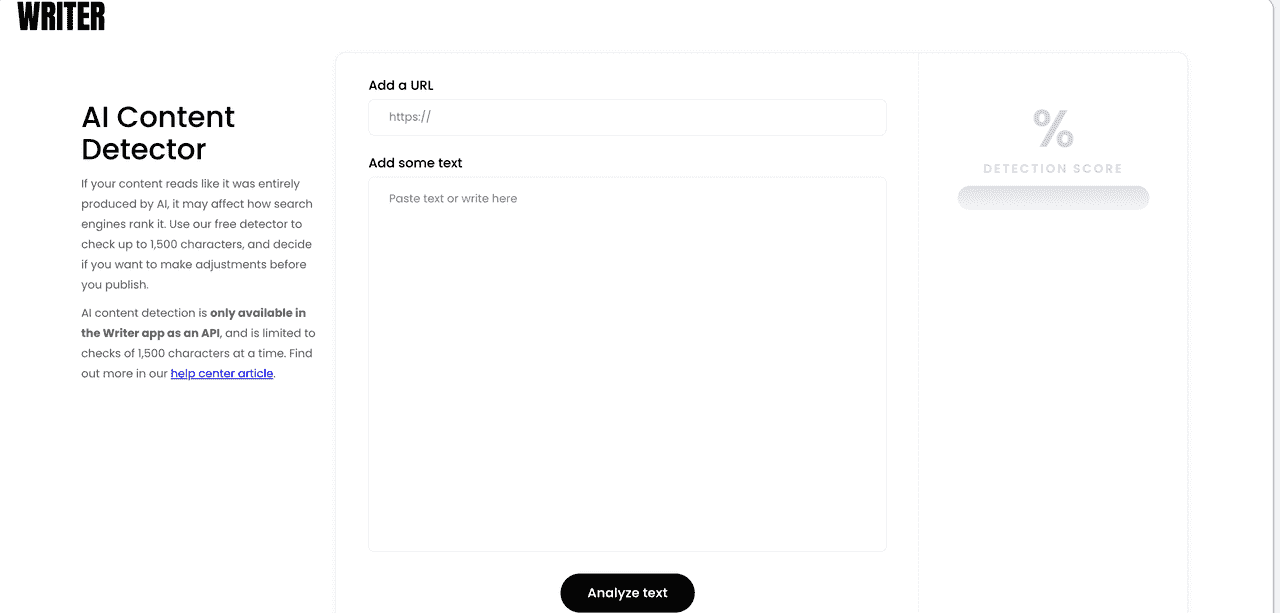 WRITER
AI Content
Detector
If your content reads like it was entirely
produced by AI, it may affect how search
engines rank it. Use our free detector to
check up to 1,500 characters, and decide
if you want to make adjustments before
you publish.
AI content detection is only available in
the Writer app as an API, and is limited to
checks of 1,500 characters at a time. Find
out more in our help center article.
Add a URL
https://
Add some text
Paste text or write here
Analyze text
%
DETECTION SCORE